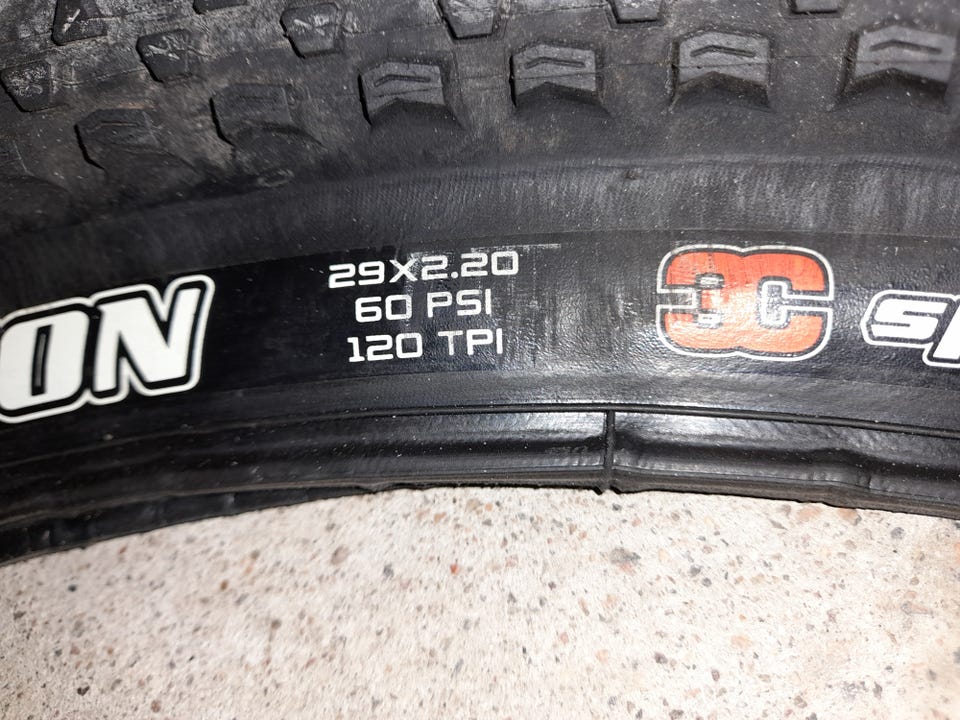 ON
29X2.20
60 PSI
120 TPI
3C